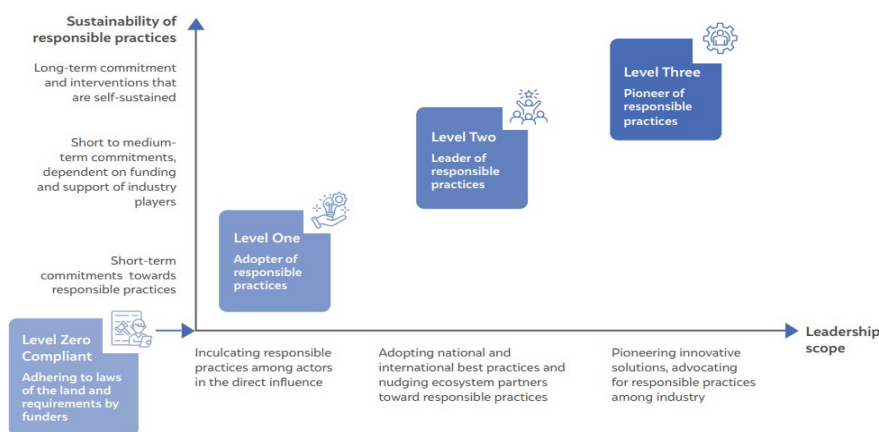 Sustainability of
responsible practices
Long-term commitment
and interventions that
are self-sustained
Short to medium-
term commitments,
dependent on funding
and support of industry
players
Short-term
commitments towards
responsible practices
Level Three
Pioneer of
responsible
practices
Level Two
Leader of
responsible
practices
Level One
Adopter of
responsible
practices
Level Zero
Compliant
Adhering to laws
of the land and
requirements by
funders
Inculcating responsible
practices among actors
in the direct influence
Adopting national and
international best practices and
nudging ecosystem partners
toward responsible practices
Pioneering innovative
solutions, advocating
for responsible practices
among industry
Leadership
scope